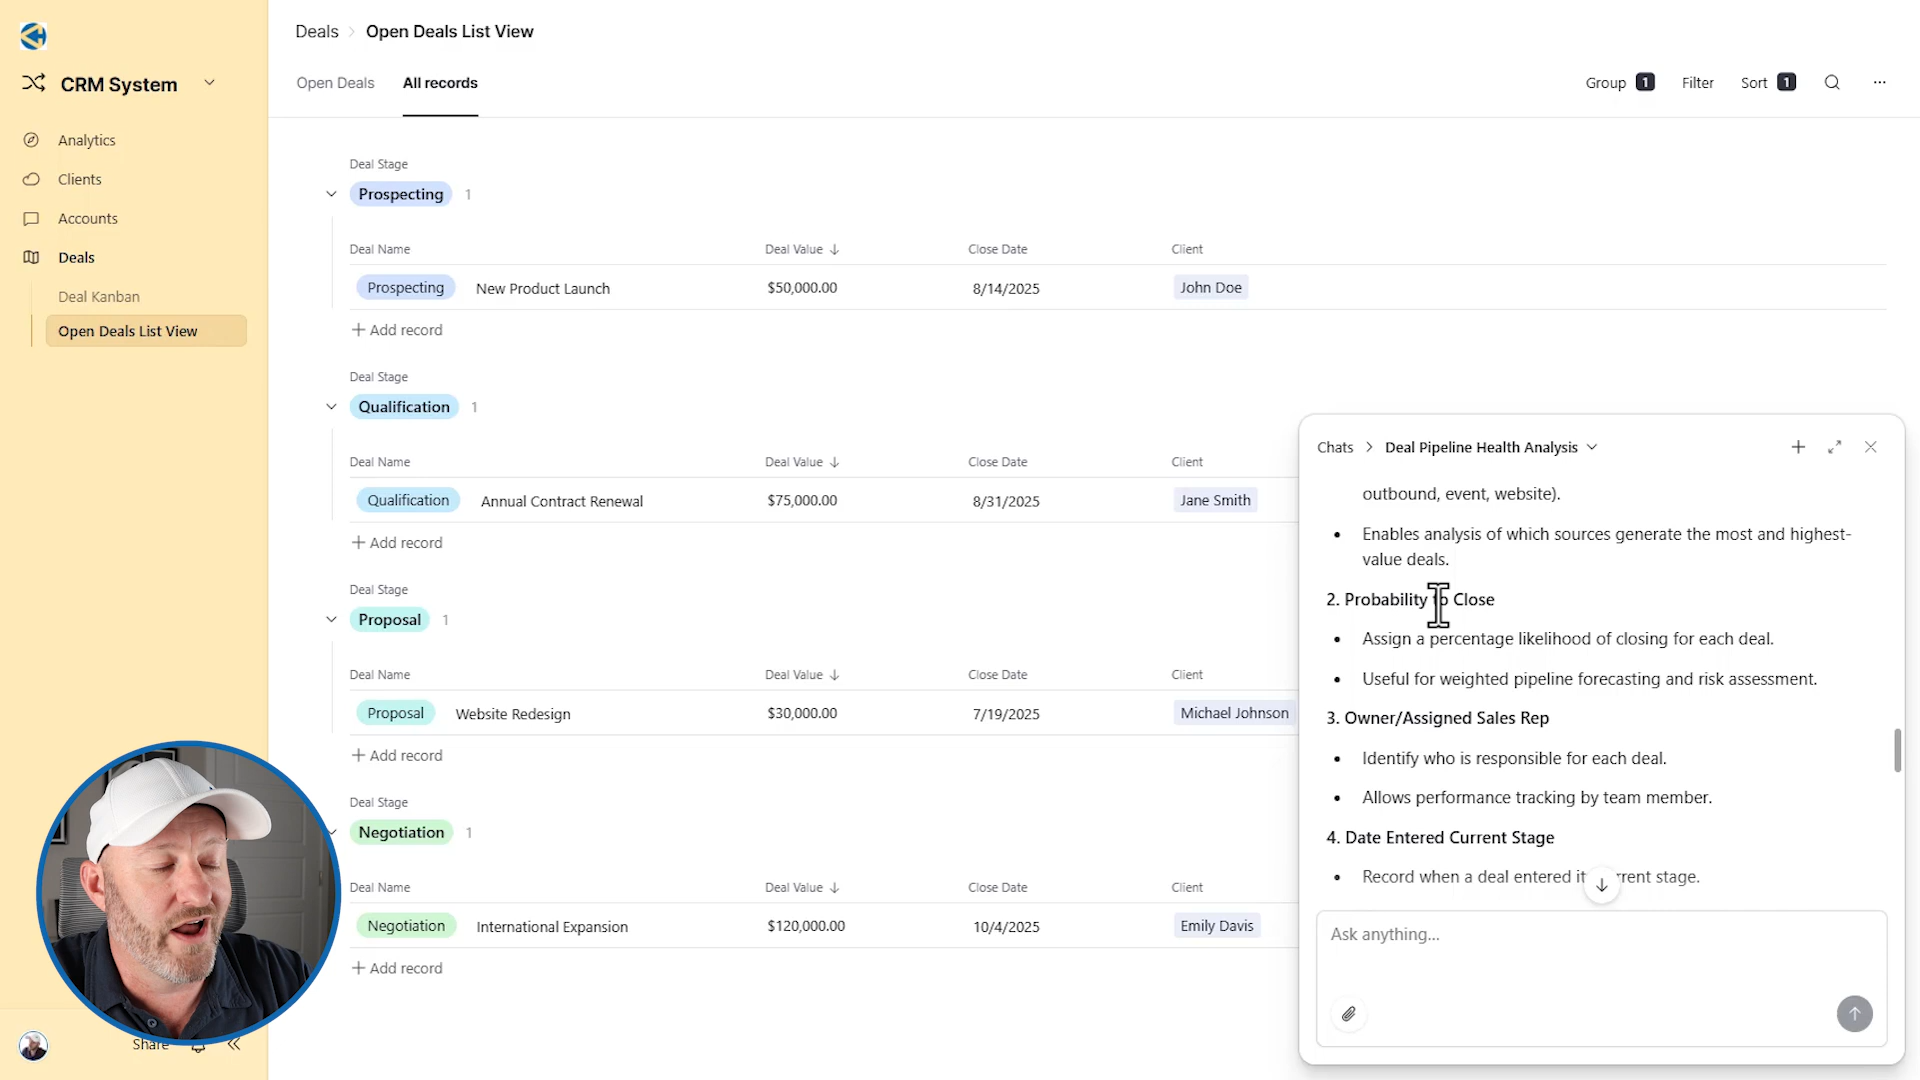 CRM System
Analytics
Clients
Accounts
Deals
Deal Kanban
Open Deals List View
Share
Deals
Open Deals List View
Open Deals
All records
Group 1
Filter
Sort 1
Deal Stage
Prospecting 1
Deal Name Deal Value Close Date Client
Prospecting New Product Launch $50,000.00 8/14/2025 John Doe
Add record
Deal Stage
Qualification 1
Deal Name Deal Value Close Date Client
Qualification Annual Contract Renewal $75,000.00 8/31/2025 Jane Smith
Add record
Deal Stage
Proposal 1
Deal Name Deal Value Close Date Client
Proposal Website Redesign $30,000.00 7/19/2025 Michael Johnson
Add record
Deal Stage
Negotiation 1
Deal Name Deal Value Close Date Client
Negotiation International Expansion $120,000.00 10/4/2025 Emily Davis
Add record
Chats Deal Pipeline Health Analysis
outbound, event, website).
• Enables analysis of which sources generate the most and highest-
value deals.
2. Probability to Close
• Assign a percentage likelihood of closing for each deal.
• Useful for weighted pipeline forecasting and risk assessment.
3. Owner/Assigned Sales Rep
• Identify who is responsible for each deal.
• Allows performance tracking by team member.
4. Date Entered Current Stage
• Record when a deal entered stage.
Ask anything...